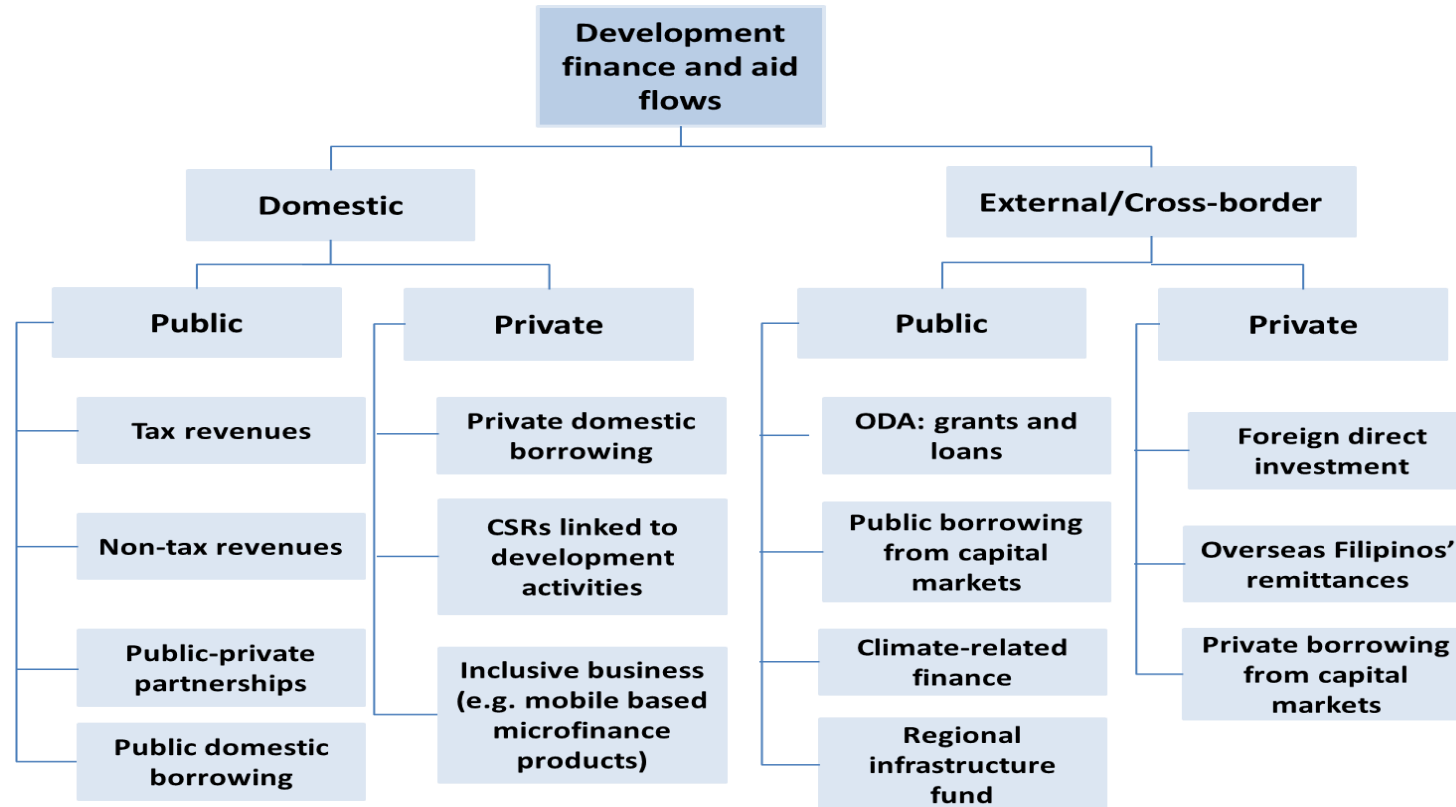 Development
finance and aid
flows
Domestic
External/Cross-border
Public
Private
Public
Private
Tax revenues
Non-tax revenues
Public-private
partnerships
Public domestic
borrowing
Private domestic
borrowing
CSRs linked to
development
activities
Inclusive business
(e.g. mobile based
microfinance
products)
ODA: grants and
loans
Public borrowing
from capital
markets
Climate-related
finance
Regional
infrastructure
fund
Foreign direct
investment
Overseas Filipinos’
remittances
Private borrowing
from capital
markets